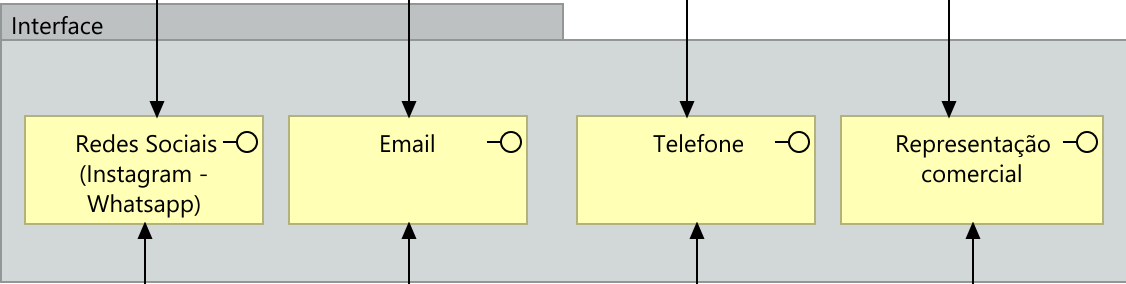 Interface
Redes Sociais
(Instagram -
Whatsapp)
Email
Telefone
Representação
comercial